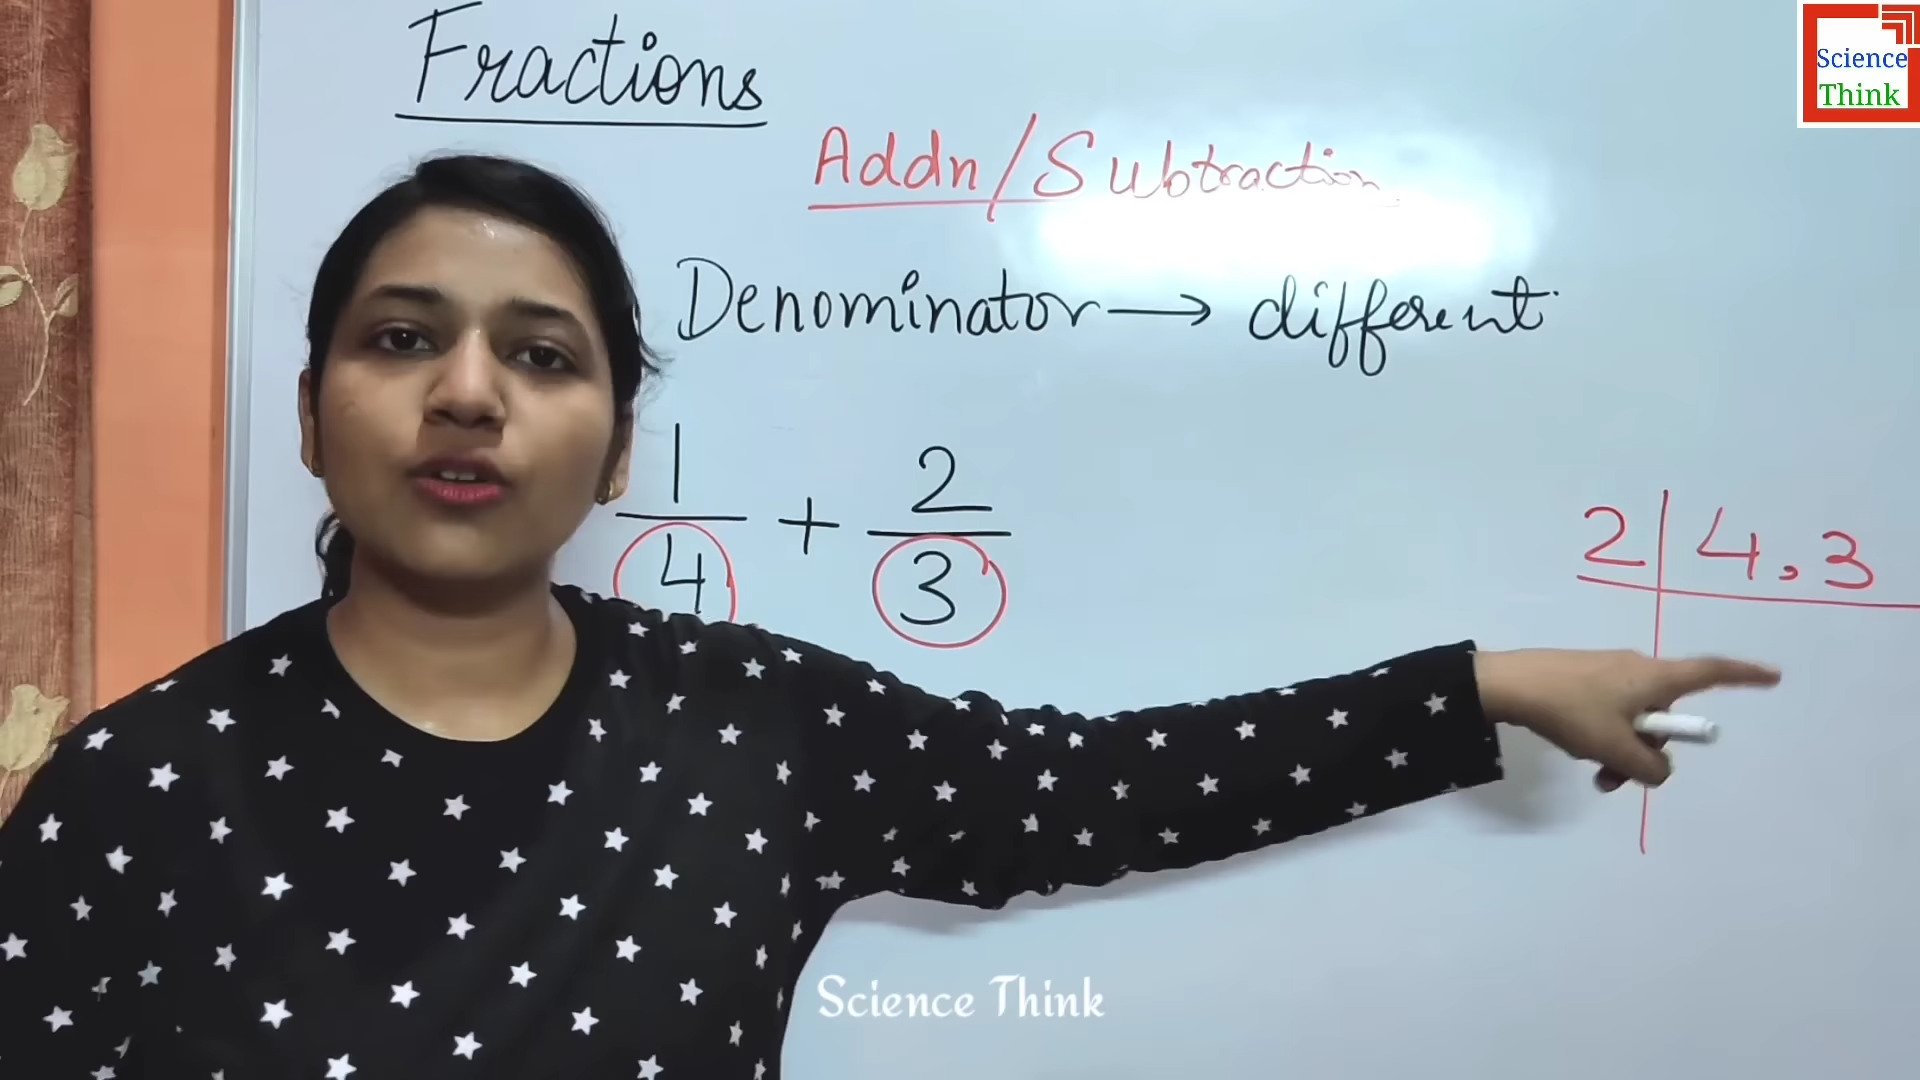 Fractions
Addn/Subtraction
Denominator → different
1/4 + 2/3
2 | 4,3
Science
Think
Science Think